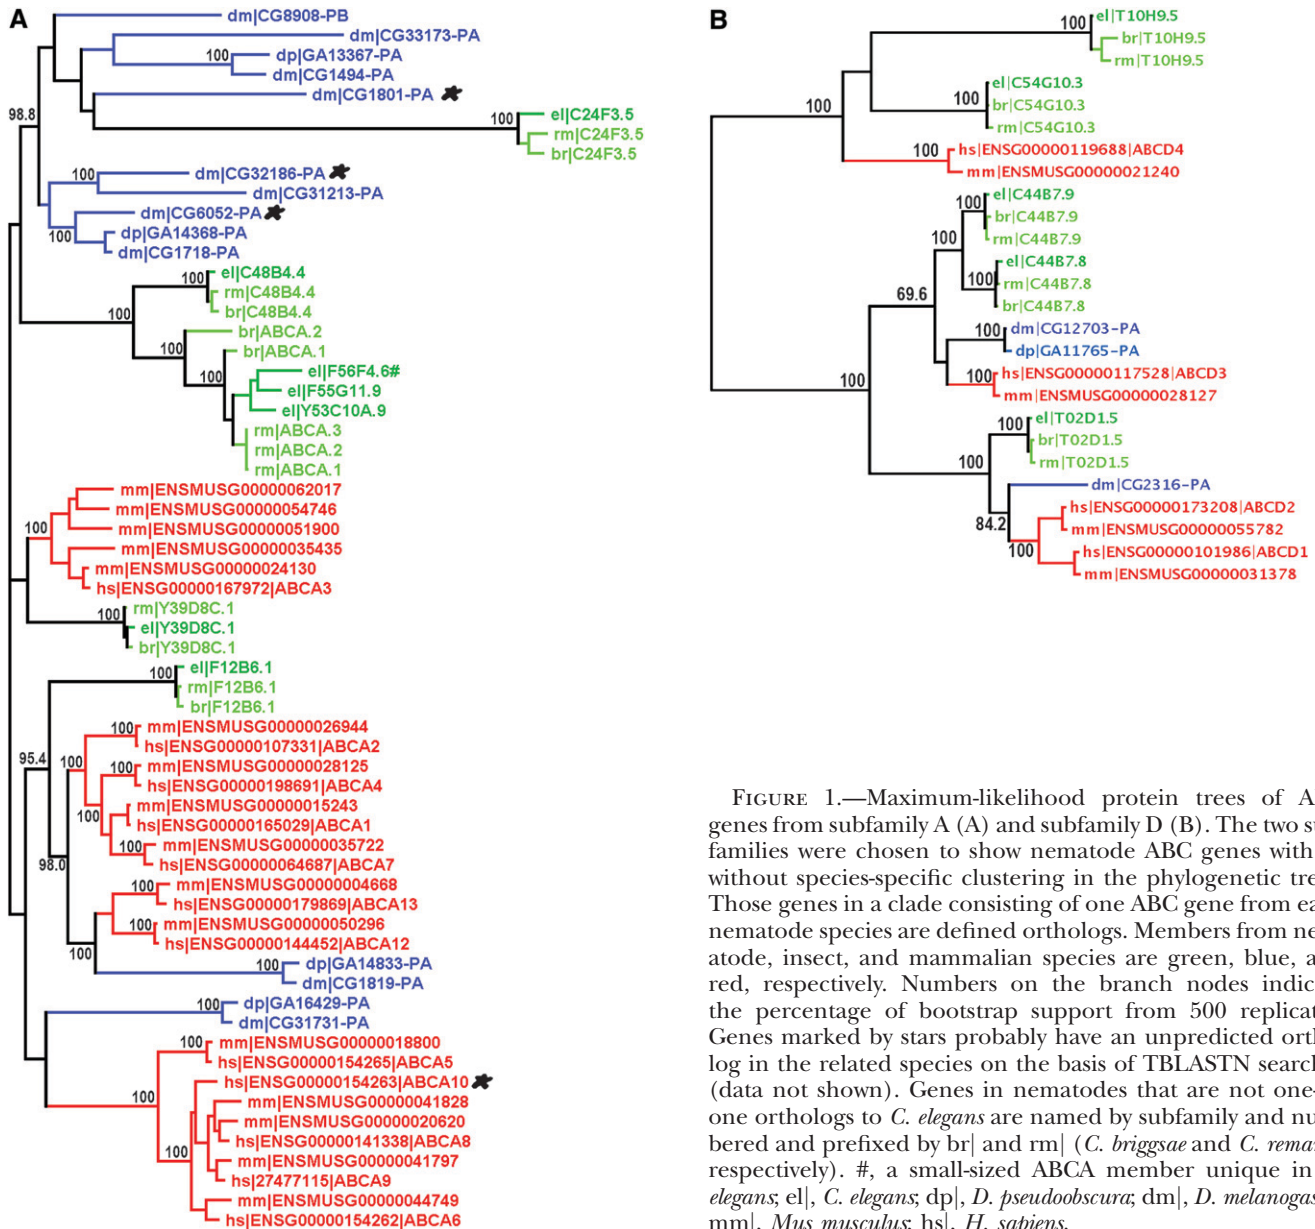 A
dm|CG8908-PB
dm|CG33173-PA
100
dp|GA13367-PA
dm|CG1494-PA
dm|CG1801-PA
98.8
100
el|C24F3.5
rm|C24F3.5
br|C24F3.5
100
dm|CG32186-PA
dm|CG31213-PA
dm|CG6052-PA
100
dp|GA14368-PA
dm|CG1718-PA
100
el|C48B4.4
rm|C48B4.4
br|C48B4.4
100
100
br|ABCA.2
br|ABCA.1
100
el|F56F4.6#
el|F55G11.9
el|Y53C10A.9
rm|ABCA.3
rm|ABCA.2
rm|ABCA.1
mm|ENSMUSG00000062017
mm|ENSMUSG00000054746
100
mm|ENSMUSG00000051900
mm|ENSMUSG00000035435
mm|ENSMUSG00000024130
hs|ENSG00000167972|ABCA3
100
rm|Y39D8C.1
el|Y39D8C.1
br|Y39D8C.1
100
el|F12B6.1
rm|F12B6.1
br|F12B6.1
100
mm|ENSMUSG00000026944
hs|ENSG00000107331|ABCA2
95.4
100
100
mm|ENSMUSG00000028125
hs|ENSG00000198691|ABCA4
mm|ENSMUSG00000015243
100
hs|ENSG00000165029|ABCA1
100
mm|ENSMUSG00000035722
98.0
hs|ENSG00000064687|ABCA7
100
mm|ENSMUSG00000004668
hs|ENSG00000179869|ABCA13
100
mm|ENSMUSG00000050296
hs|ENSG00000144452|ABCA12
100
100
dp|GA14833-PA
dm|CG1819-PA
100
dp|GA16429-PA
dm|CG31731-PA
100
mm|ENSMUSG00000018800
hs|ENSG00000154265|ABCA5
hs|ENSG00000154263|ABCA10
100
mm|ENSMUSG00000041828
mm|ENSMUSG00000020620
hs|ENSG00000141338|ABCA8
100
mm|ENSMUSG00000041797
hs|27477115|ABCA9
mm|ENSMUSG00000044749
hs|ENSG00000154262|ABCA6
B
100
el|T10H9.5
br|T10H9.5
rm|T10H9.5
100
100
el|C54G10.3
br|C54G10.3
rm|C54G10.3
100
hs|ENSG00000119688|ABCD4
mm|ENSMUSG00000021240
100
el|C44B7.9
br|C44B7.9
rm|C44B7.9
100
100
el|C44B7.8
rm|C44B7.8
br|C44B7.8
69.6
100
dm|CG12703-PA
dp|GA11765-PA
100
hs|ENSG00000117528|ABCD3
mm|ENSMUSG00000028127
100
100
el|T02D1.5
br|T02D1.5
rm|T02D1.5
100
dm|CG2316-PA
84.2
hs|ENSG00000173208|ABCD2
mm|ENSMUSG00000055782
100
hs|ENSG00000101986|ABCD1
mm|ENSMUSG00000031378
FIGURE 1.—Maximum-likelihood protein trees of A
genes from subfamily A (A) and subfamily D (B). The two s
families were chosen to show nematode ABC genes with
without species-specific clustering in the phylogenetic tre
Those genes in a clade consisting of one ABC gene from ea
nematode species are defined orthologs. Members from ne
atode, insect, and mammalian species are green, blue, a
red, respectively. Numbers on the branch nodes indic
the percentage of bootstrap support from 500 replicat
Genes marked by stars probably have an unpredicted ort
log in the related species on the basis of TBLASTN search
(data not shown). Genes in nematodes that are not one-
one orthologs to C. elegans are named by subfamily and nu
bered and prefixed by br| and rm| (C. briggsae and C. rema
respectively). #, a small-sized ABCA member unique in
elegans; el|, C. elegans; dp|, D. pseudoobscura; dm|, D. melanogas
mm|, Mus musculus; hs|, H. sapiens.